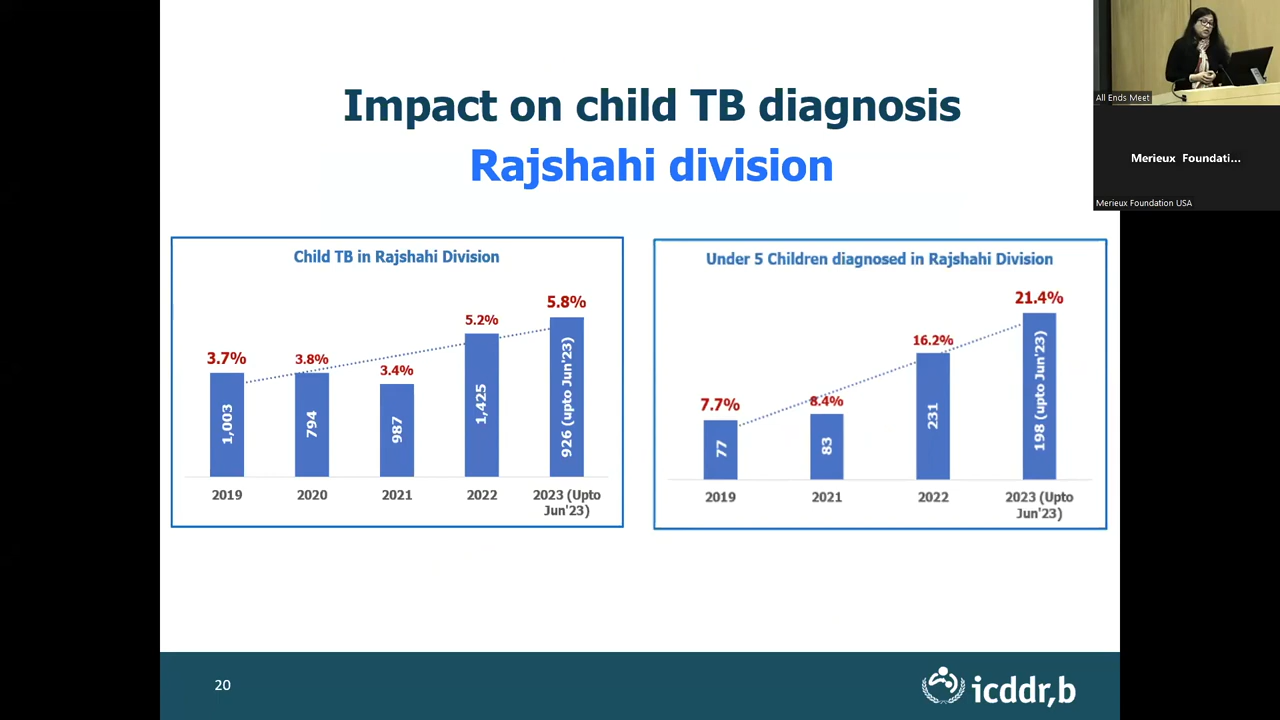 Impact on child TB diagnosis
Rajshahi division
All Ends Meet
Merieux Foundati...
Merieux Foundation USA
Child TB in Rajshahi Division
3.7%
3.8%
3.4%
5.2%
5.8%
1,003
794
987
1,425
926 (upto Jun'23)
2019
2020
2021
2022
2023 (Upto
Jun'23)
Under 5 Children diagnosed in Rajshahi Division
7.7%
8.4%
16.2%
21.4%
77
83
231
198 (upto Jun'23)
2019
2021
2022
2023 (Upto
Jun'23)
20
icddr,b